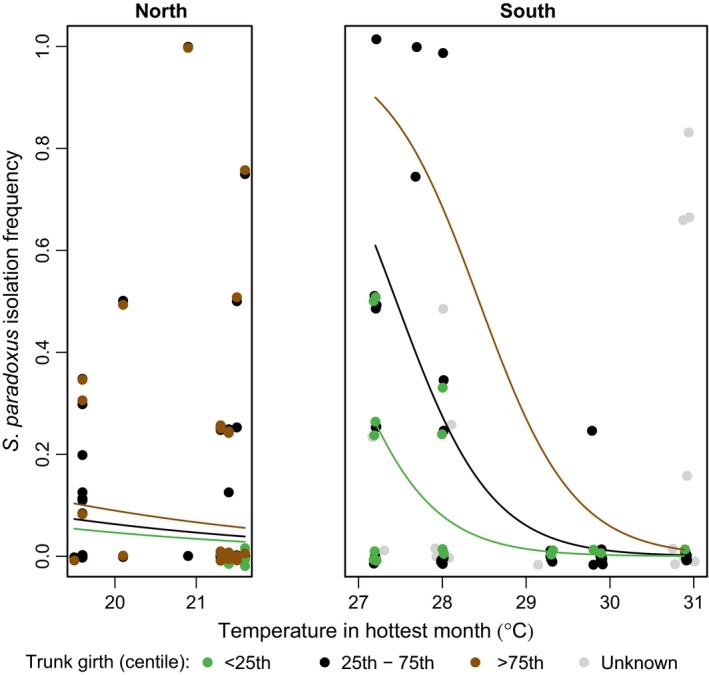 North South
S. paradoxus isolation frequency
1.0
0.8
0.6
0.4
0.2
0.0
20 21 27 28 29 30 31
Temperature in hottest month (°C)
Trunk girth (centile): <25th 25th − 75th >75th Unknown